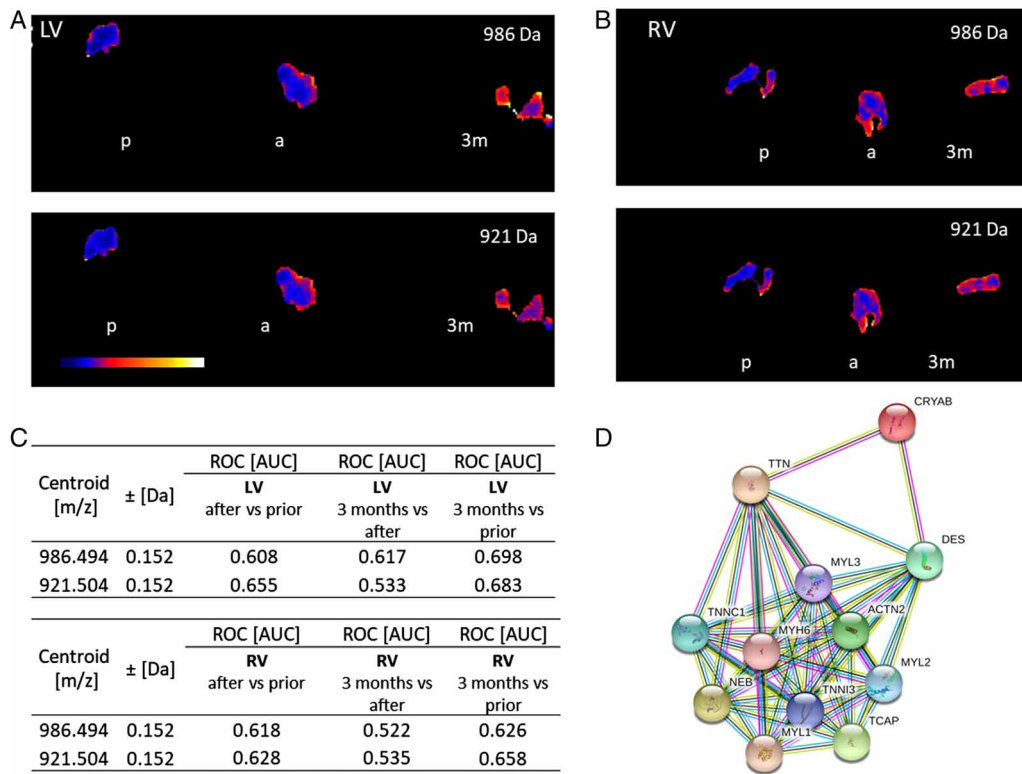 A
LV
986 Da
p
a
3m
921 Da
p
a
3m
B
RV
986 Da
p
a
3m
921 Da
p
a
3m
C
ROC [AUC] ROC [AUC] ROC [AUC]
Centroid [m/z] ± [Da] LV after vs prior LV 3 months vs after LV 3 months vs prior
986.494 0.152 0.608 0.617 0.698
921.504 0.152 0.655 0.533 0.683
ROC [AUC] ROC [AUC] ROC [AUC]
Centroid [m/z] ± [Da] RV after vs prior RV 3 months vs after RV 3 months vs prior
986.494 0.152 0.618 0.522 0.626
921.504 0.152 0.628 0.535 0.658
D
CRYAB
TTN
DES
MYL3
TNNC1
ACTN2
MYH6
MYL2
NEB
TNNI3
TCAP
MYL1